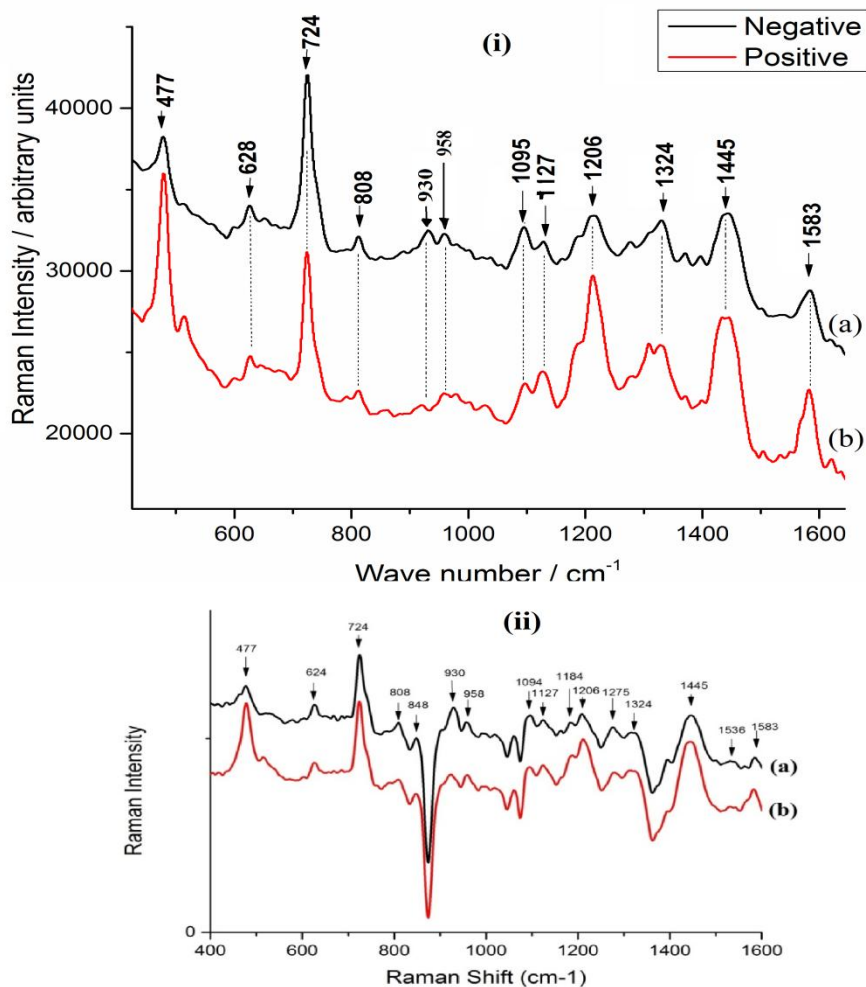 (i)
Negative
Positive
477
628
724
808
930
958
1095
1127
1206
1324
1445
1583
40000
30000
20000
Raman Intensity / arbitrary units
(a)
(b)
600 800 1000 1200 1400 1600
Wave number / cm-1
(ii)
477
624
724
808
848
930
958
1094
1127
1184
1206
1275
1324
1445
1536
1583
(a)
(b)
Raman Intensity
0
400 600 800 1000 1200 1400 1600
Raman Shift (cm-1)